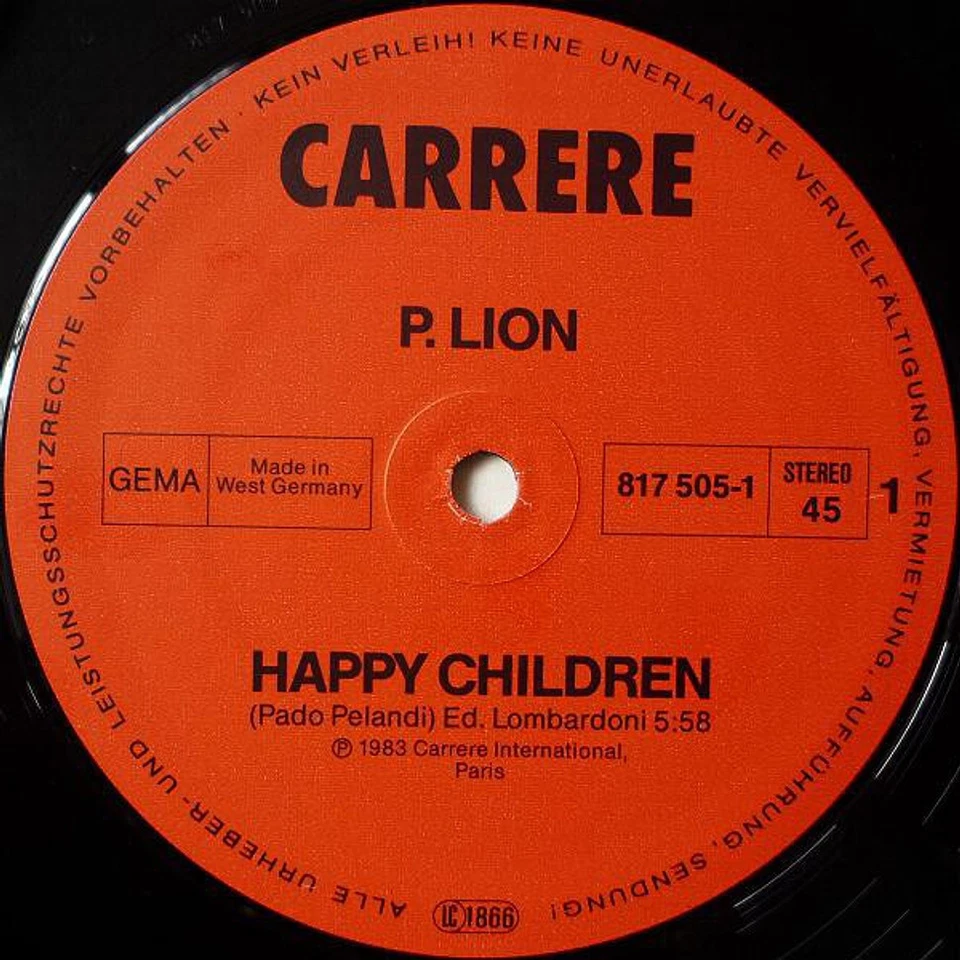 ALLE URHEBER- UND LEISTUNGSSCHUTZRECHTE VORBEHALTEN · KEIN VERLEIH! KEINE UNERLAUBTE VERVIELFÄLTIGUNG, VERMIETUNG, AUFFÜHRUNG, SENDUNG!
CARRERE
P. LION
GEMA
Made in
West Germany
817 505-1
STEREO
45
1
HAPPY CHILDREN
(Pado Pelandi) Ed. Lombardoni 5:58
℗ 1983 Carrere International,
Paris
LC 1866